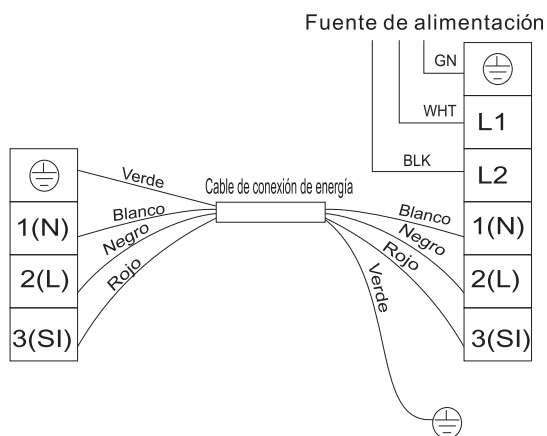 Fuente de alimentación
GN
WHT
L1
BLK
L2
Verde
Cable de conexión de energía
1(N)
Blanco
Blanco
1(N)
2(L)
Negro
Negro
2(L)
3(SI)
Rojo
Rojo
3(SI)
Verde